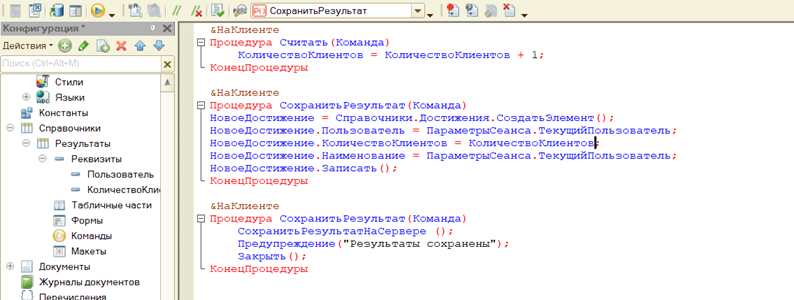 СохранитьРезультат
Конфигурация *
Действия
Поиск (Ctrl+Alt+M)
Стили
Языки
Константы
Справочники
Результаты
Реквизиты
Пользователь
КоличествоКли
Табличные части
Формы
Команды
Макеты
Документы
Журналы документов
Перечисления
&НаКлиенте
Процедура Считать(Команда)
КоличествоКлиентов = КоличествоКлиентов + 1;
КонецПроцедуры
&НаКлиенте
Процедура СохранитьРезультат(Команда)
НовоеДостижение = Справочники.Достижения.СоздатьЭлемент();
НовоеДостижение.Пользователь = ПараметрыСеанса.ТекущийПользователь;
НовоеДостижение.КоличествоКлиентов = КоличествоКлиентов;
НовоеДостижение.Наименование = ПараметрыСеанса.ТекущийПользователь;
НовоеДостижение.Записать();
КонецПроцедуры
&НаКлиенте
Процедура СохранитьРезультат(Команда)
СохранитьРезультатНаСервере ();
Предупреждение("Результаты сохранены");
Закрыть();
КонецПроцедуры